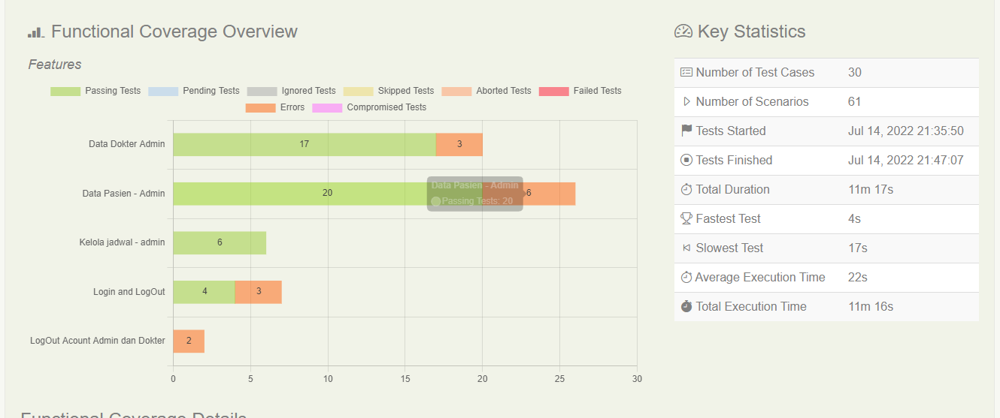 Functional Coverage Overview
Features
Passing Tests Pending Tests Ignored Tests Skipped Tests Aborted Tests Failed Tests
Errors Compromised Tests
Data Dokter Admin 17 3
Data Pasien - Admin 20 6
Data Pasien - Admin
Passing Tests: 20
Kelola jadwal - admin 6
Login and LogOut 4 3
LogOut Acount Admin dan Dokter 2
0 5 10 15 20 25 30
Key Statistics
Number of Test Cases 30
Number of Scenarios 61
Tests Started Jul 14, 2022 21:35:50
Tests Finished Jul 14, 2022 21:47:07
Total Duration 11m 17s
Fastest Test 4s
Slowest Test 17s
Average Execution Time 22s
Total Execution Time 11m 16s
Functional Coverage Details